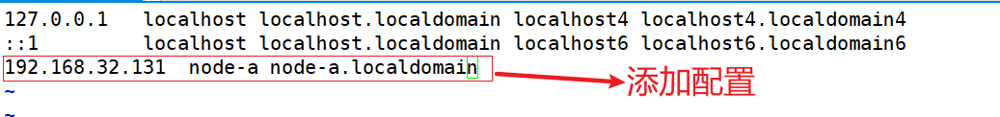 127.0.0.1   localhost localhost.localdomain localhost4 localhost4.localdomain4
::1         localhost localhost.localdomain localhost6 localhost6.localdomain6
192.168.32.131  node-a node-a.localdomain
添加配置
~
~